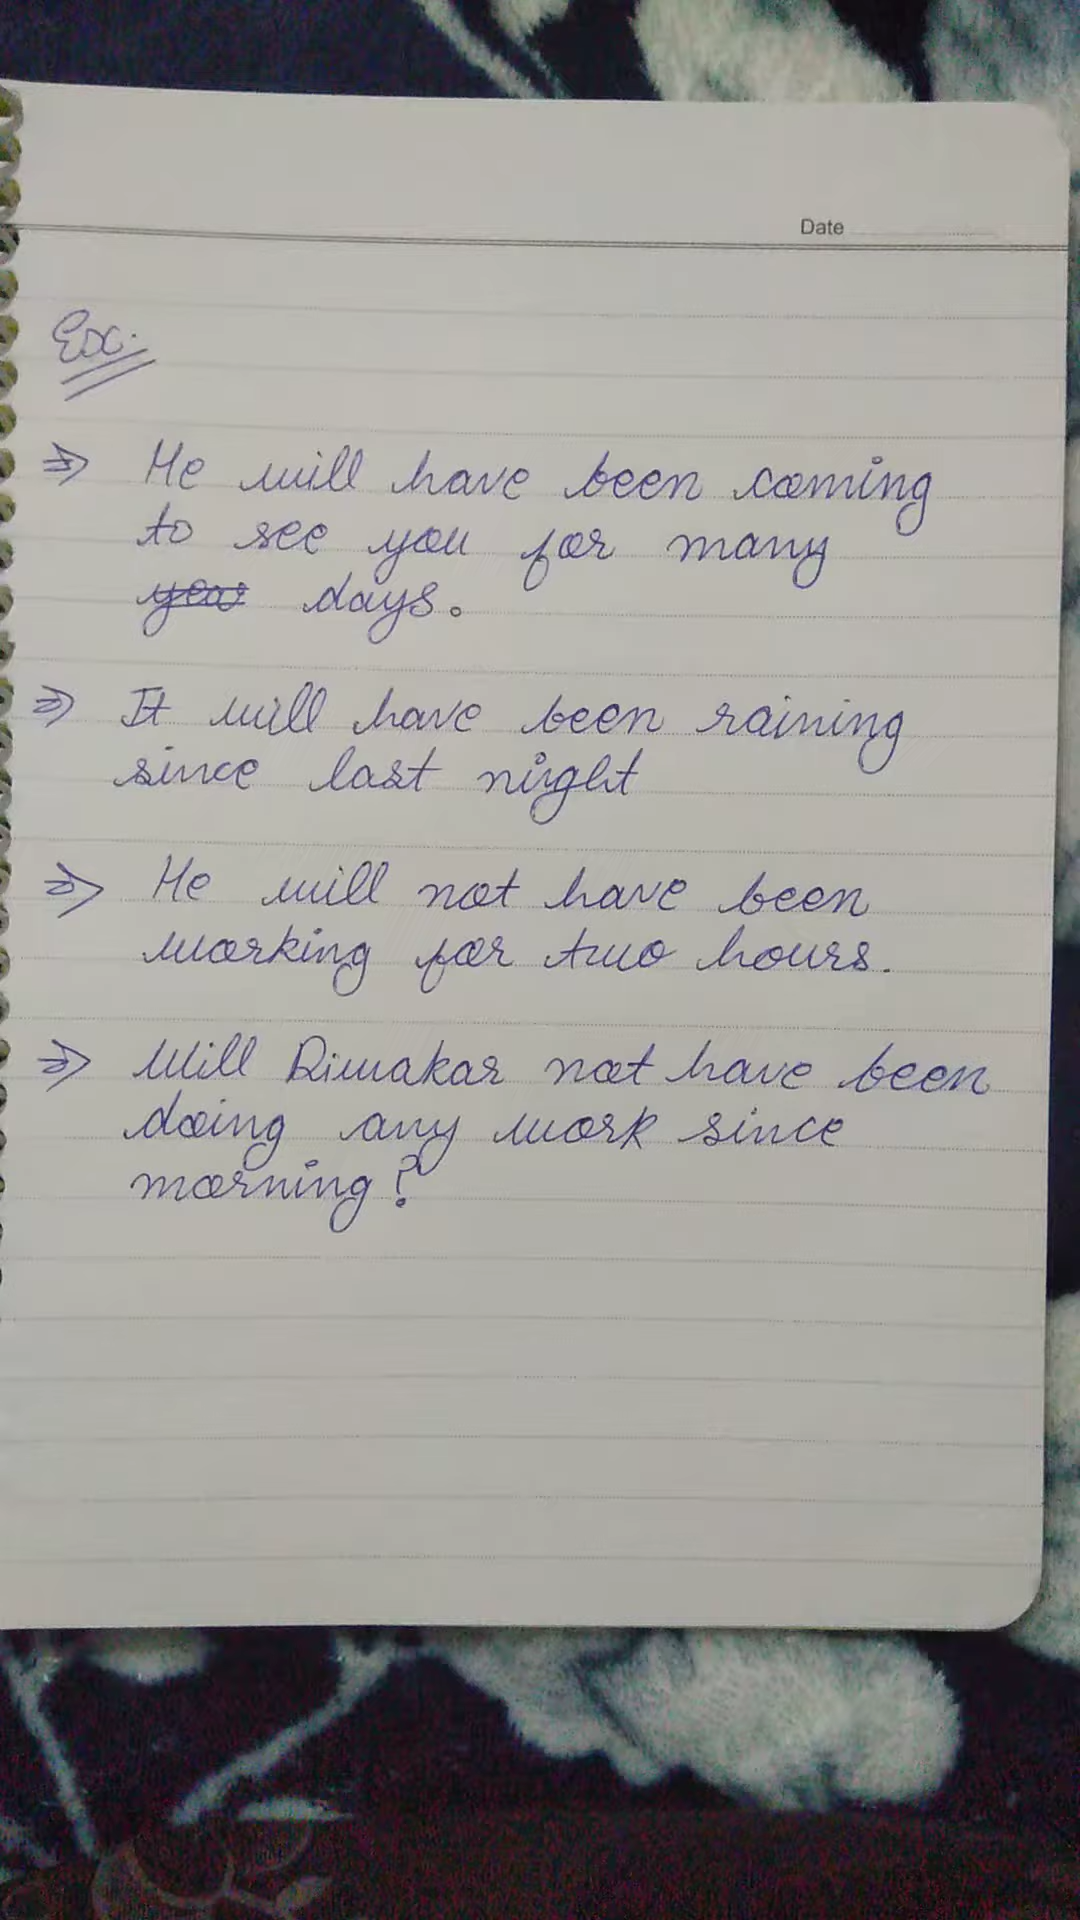 Date
Ex.
⇒ He will have been coming
to see you for many
days.
⇒ It will have been raining
since last night
⇒ He will not have been
working for two hours.
⇒ Will Diwakar not have been
doing any work since
morning?